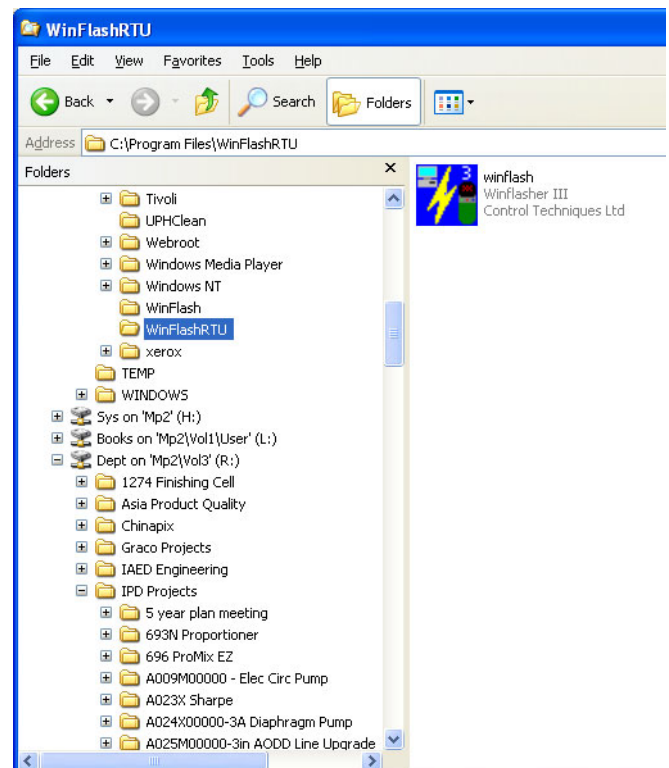 WinFlashRTU
File Edit View Favorites Tools Help
Back Search Folders
Address C:\Program Files\WinFlashRTU
Folders
Tivoli
UPHClean
Webroot
Windows Media Player
Windows NT
WinFlash
WinFlashRTU
xerox
TEMP
WINDOWS
Sys on 'Mp2' (H:)
Books on 'Mp2\Vol1\User' (L:)
Dept on 'Mp2\Vol3' (R:)
1274 Finishing Cell
Asia Product Quality
Chinapix
Graco Projects
IAED Engineering
IPD Projects
5 year plan meeting
693N Proportioner
696 ProMix EZ
A009M00000 - Elec Circ Pump
A023X Sharpe
A024X00000-3A Diaphragm Pump
A025M00000-3in AODD Line Upgrade
3
winflash
Winflasher III
Control Techniques Ltd